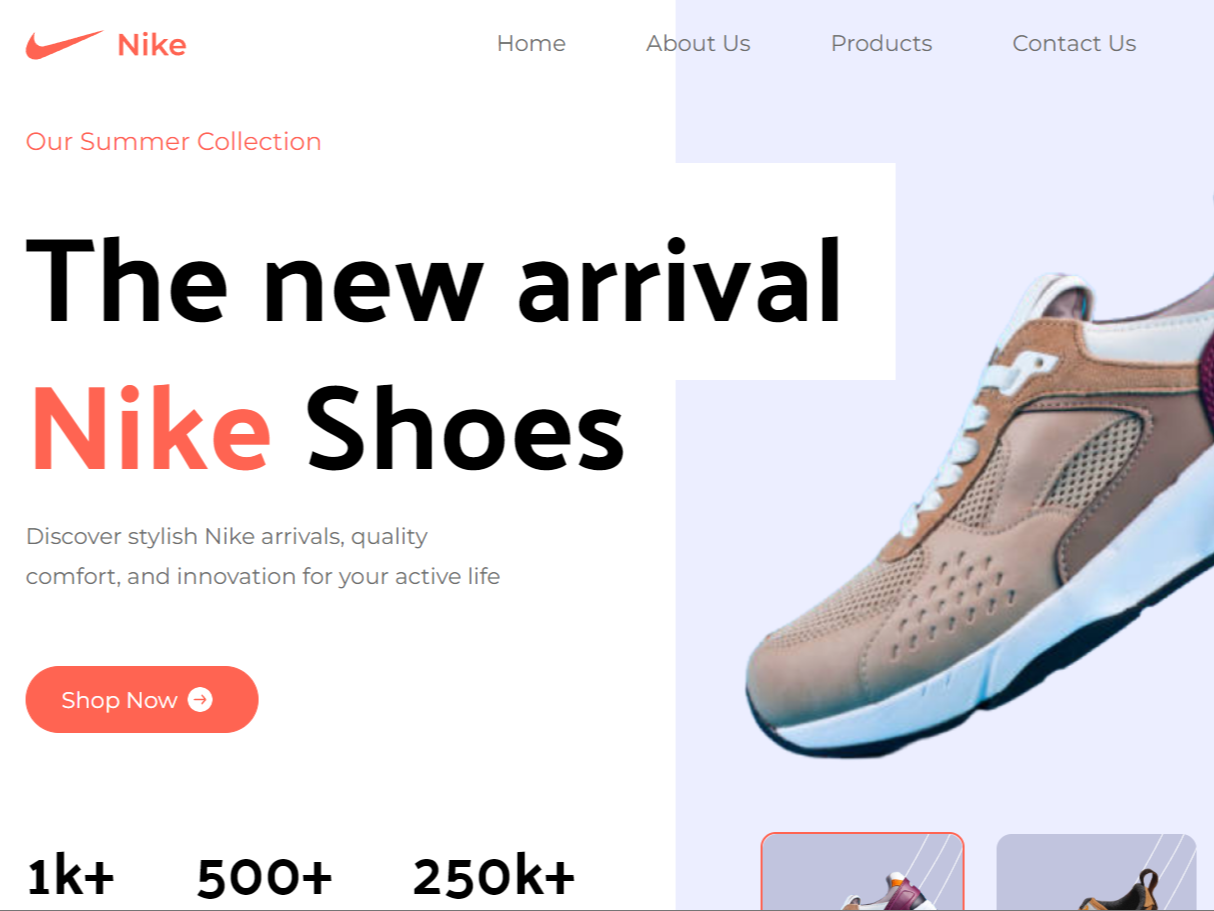 Nike
Home About Us Products Contact Us
Our Summer Collection
The new arrival
Nike Shoes
Discover stylish Nike arrivals, quality
comfort, and innovation for your active life
Shop Now
1k+ 500+ 250k+